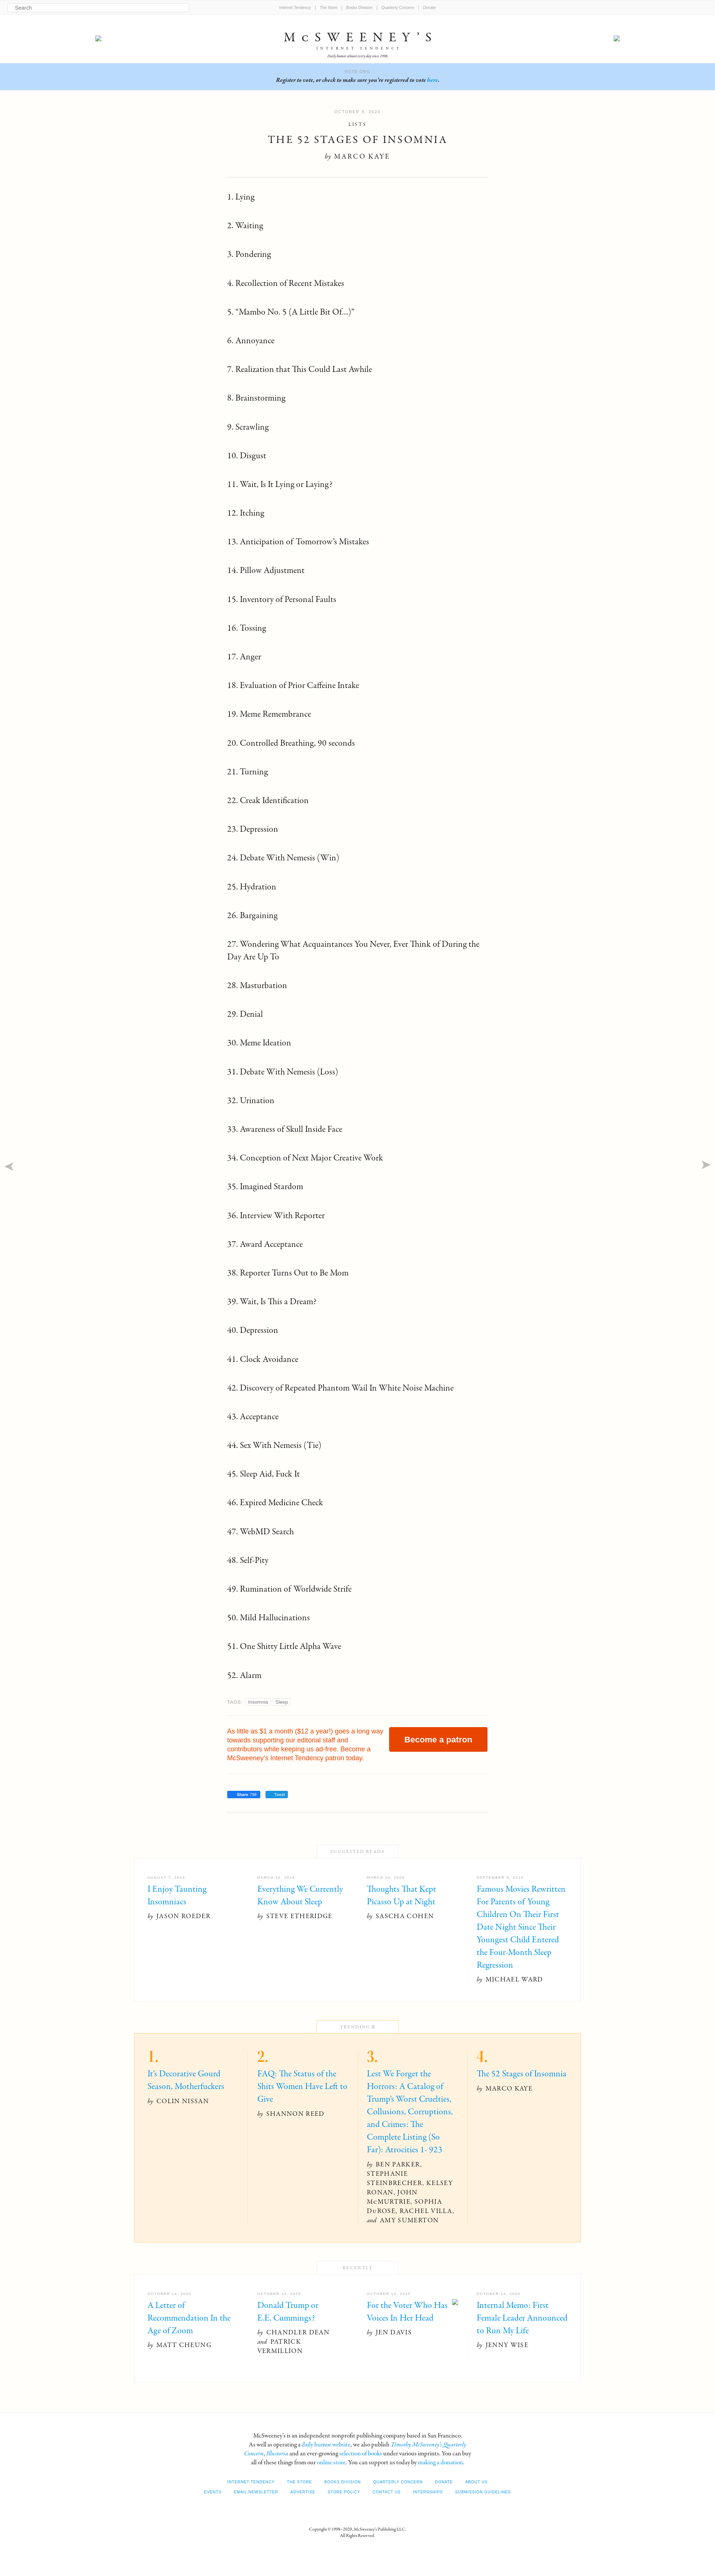 Search
Internet Tendency | The Store | Books Division | Quarterly Concern | Donate
McSWEENEY'S
INTERNET TENDENCY
Daily humor almost every day since 1998.
VOTE.ORG
Register to vote, or check to make sure you're registered to vote here.
LISTS
THE 52 STAGES OF INSOMNIA
by MARCO KAYE
1. Lying
2. Waiting
3. Pondering
4. Recollection of Recent Mistakes
5. “Mambo No. 5 (A Little Bit Of…)”
6. Annoyance
7. Realization that This Could Last Awhile
8. Brainstorming
9. Scrawling
10. Disgust
11. Wait, Is It Lying or Laying?
12. Itching
13. Anticipation of Tomorrow’s Mistakes
14. Pillow Adjustment
15. Inventory of Personal Faults
16. Tossing
17. Anger
18. Evaluation of Prior Caffeine Intake
19. Meme Remembrance
20. Controlled Breathing, 90 seconds
21. Turning
22. Creak Identification
23. Depression
24. Debate With Nemesis (Win)
25. Hydration
26. Bargaining
27. Wondering What Acquaintances You Never, Ever Think of During the
Day Are Up To
28. Masturbation
29. Denial
30. Meme Ideation
31. Debate With Nemesis (Loss)
32. Urination
33. Awareness of Skull Inside Face
34. Conception of Next Major Creative Work
35. Imagined Stardom
36. Interview With Reporter
37. Award Acceptance
38. Reporter Turns Out to Be Mom
39. Wait, Is This a Dream?
40. Depression
41. Clock Avoidance
42. Discovery of Repeated Phantom Wail In White Noise Machine
43. Acceptance
44. Sex With Nemesis (Tie)
45. Sleep Aid, Fuck It
46. Expired Medicine Check
47. WebMD Search
48. Self-Pity
49. Rumination of Worldwide Strife
50. Mild Hallucinations
51. One Shitty Little Alpha Wave
52. Alarm
TAGS: Insomnia Sleep
As little as $1 a month ($12 a year!) goes a long way
towards supporting our editorial staff and
contributors while keeping us ad-free. Become a
McSweeney's Internet Tendency patron today.
Become a patron
Share
Tweet
SUGGESTED READS
I Enjoy Taunting
Insomniacs
by JASON ROEDER
Everything We Currently
Know About Sleep
by STEVE ETHERIDGE
Thoughts That Kept
Picasso Up at Night
by SASCHA COHEN
Famous Movies Rewritten
For Parents of Young
Children On Their First
Date Night Since Their
Youngest Child Entered
the Four-Month Sleep
Regression
by MICHAEL WARD
TRENDING
1.
It’s Decorative Gourd
Season, Motherfuckers
by COLIN NISSAN
2.
FAQ: The Status of the
Shits Women Have Left to
Give
by SHANNON REED
3.
Lest We Forget the
Horrors: A Catalog of
Trump’s Worst Cruelties,
Collusions, Corruptions,
and Crimes: The
Complete Listing (So
Far): Atrocities 1- 923
by BEN PARKER,
STEPHANIE
STEINBRECHER, KELSEY
RONAN, JOHN
McMURTRIE, SOPHIA
DuROSE, RACHEL VILLA,
and AMY SUMERTON
4.
The 52 Stages of Insomnia
by MARCO KAYE
RECENTLY
A Letter of
Recommendation In the
Age of Zoom
by MATT CHEUNG
Donald Trump or
E.E. Cummings?
by CHANDLER DEAN
and PATRICK
VERMILLION
For the Voter Who Has
Voices In Her Head
by JEN DAVIS
Internal Memo: First
Female Leader Announced
to Run My Life
by JENNY WISE
McSweeney’s is an independent nonprofit publishing company based in San Francisco.
As well as operating a daily humor website, we also publish Timothy McSweeney’s Quarterly
Concern, Illustoria and an ever-growing selection of books under various imprints. You can buy
all of these things from our online store. You can support us today by making a donation.
INTERNET TENDENCY THE STORE BOOKS DIVISION QUARTERLY CONCERN DONATE ABOUT US
EVENTS EMAIL NEWSLETTER ADVERTISE STORE POLICY CONTACT US INTERNSHIPS SUBMISSION GUIDELINES
Copyright © 1998–2020. McSweeney’s Publishing LLC.
All Rights Reserved.